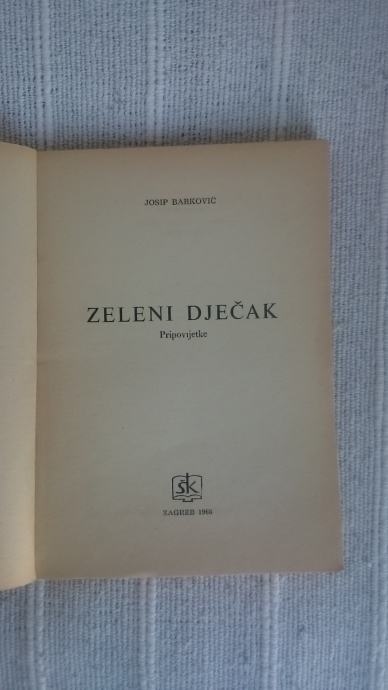 JOSIP BARKOVIĆ
ZELENI DJEČAK
Pripovijetke
ŠK
ZAGREB 1966